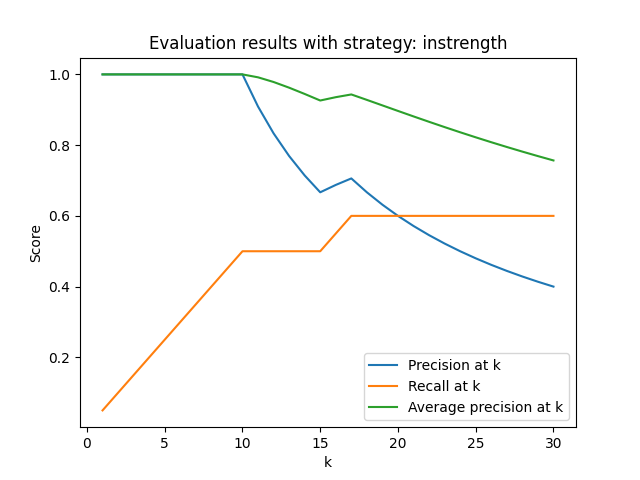 Evaluation results with strategy: instrength
1.0
0.8
0.6
0.4
0.2
Score
0 5 10 15 20 25 30
k
Precision at k
Recall at k
Average precision at k